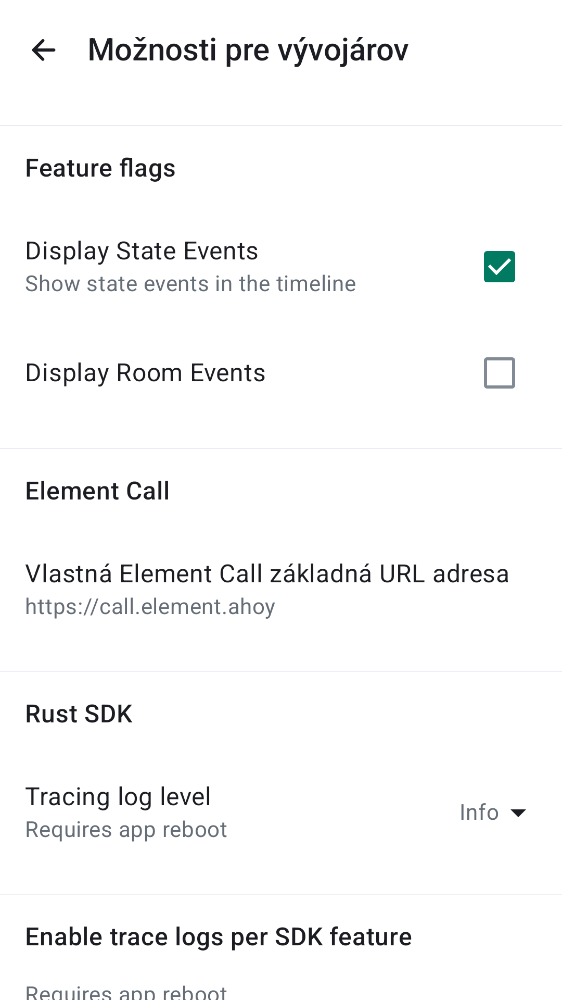 Možnosti pre vývojárov
Feature flags
Display State Events
Show state events in the timeline
Display Room Events
Element Call
Vlastná Element Call základná URL adresa
https://call.element.ahoy
Rust SDK
Tracing log level
Requires app reboot
Info
Enable trace logs per SDK feature
Requires app reboot